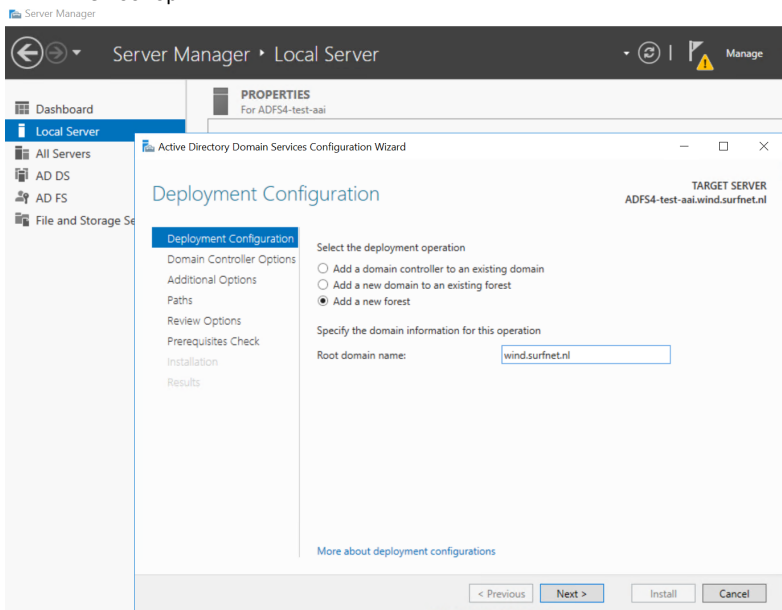 Server Manager
Server Manager • Local Server
Manage
Dashboard
Local Server
All Servers
AD DS
AD FS
File and Storage Se
PROPERTIES
For ADFS4-test-aai
Active Directory Domain Services Configuration Wizard
Deployment Configuration
TARGET SERVER
ADFS4-test-aai.wind.surfnet.nl
Deployment Configuration
Domain Controller Options
Additional Options
Paths
Review Options
Prerequisites Check
Installation
Results
Select the deployment operation
Add a domain controller to an existing domain
Add a new domain to an existing forest
Add a new forest
Specify the domain information for this operation
Root domain name: wind.surfnet.nl
More about deployment configurations
< Previous Next > Install Cancel